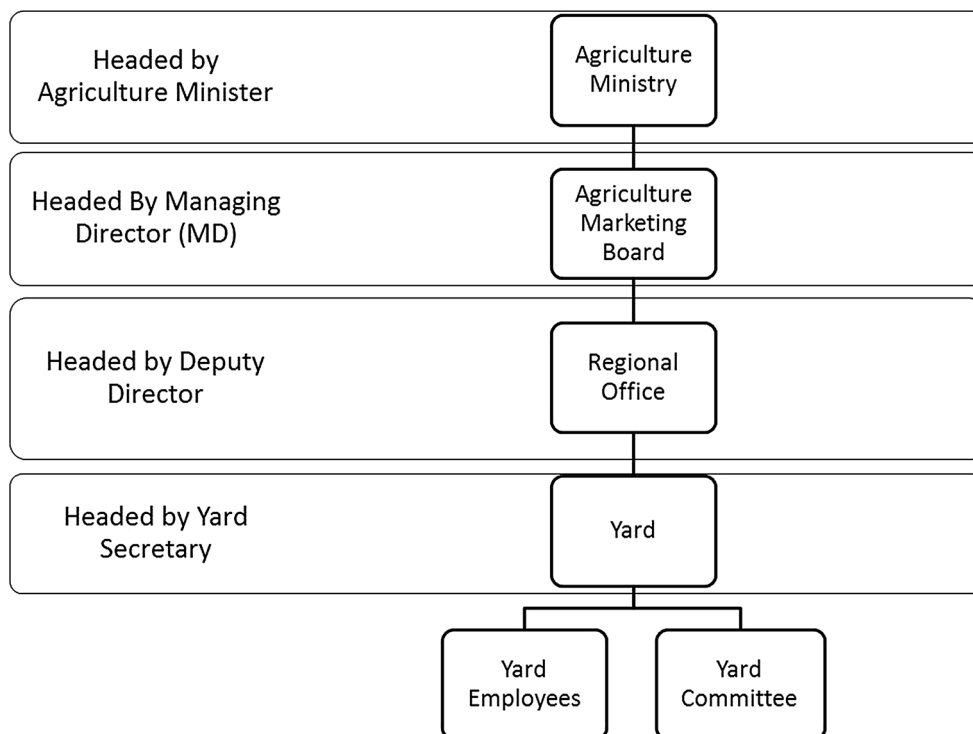 Headed by
Agriculture Minister
Agriculture
Ministry
Headed By Managing
Director (MD)
Agriculture
Marketing
Board
Headed by Deputy
Director
Regional
Office
Headed by Yard
Secretary
Yard
Yard
Employees
Yard
Committee